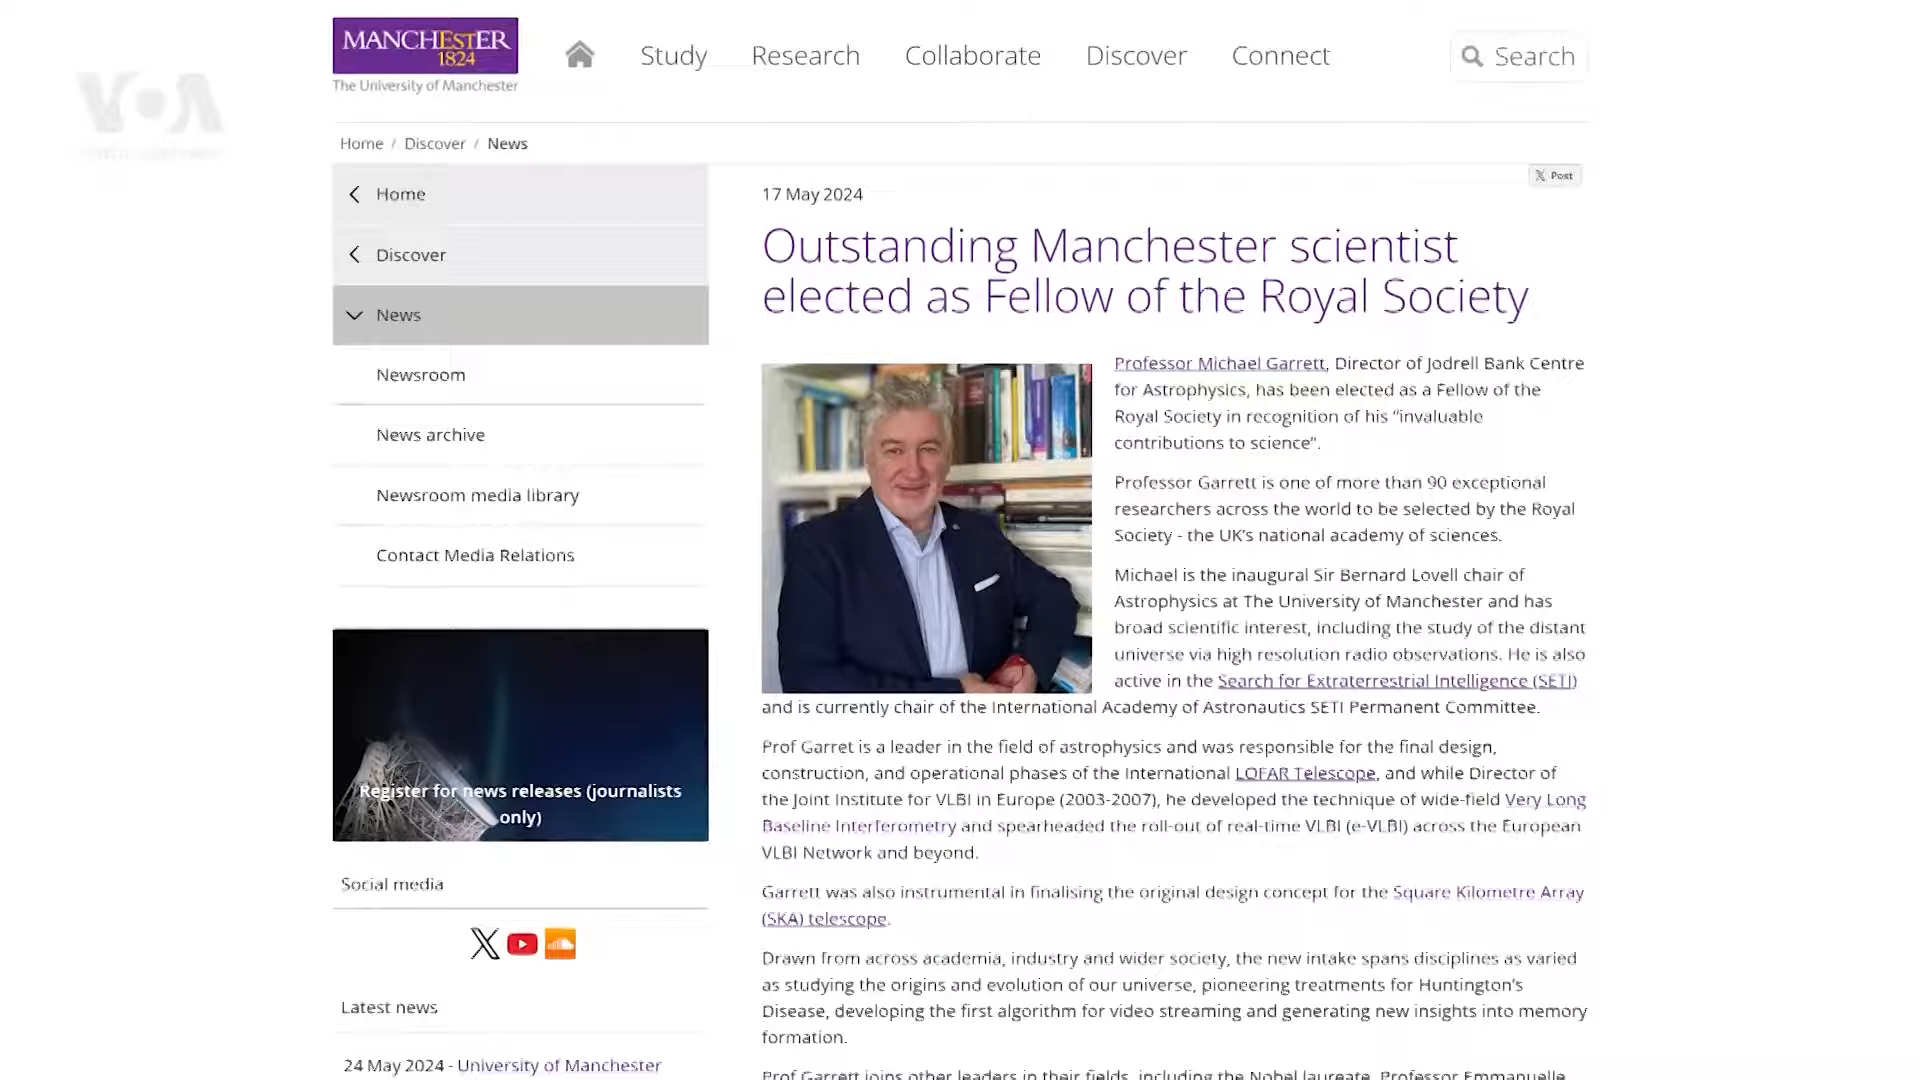 MANCHESTER
1824
The University of Manchester
Study
Research
Collaborate
Discover
Connect
Search
VOA
Home / Discover / News
Home
Discover
News
Newsroom
News archive
Newsroom media library
Contact Media Relations
Register for news releases (journalists
only)
Social media
Latest news
24 May 2024 - University of Manchester
Post
17 May 2024
Outstanding Manchester scientist
elected as Fellow of the Royal Society
Professor Michael Garrett, Director of Jodrell Bank Centre
for Astrophysics, has been elected as a Fellow of the
Royal Society in recognition of his “invaluable
contributions to science”.
Professor Garrett is one of more than 90 exceptional
researchers across the world to be selected by the Royal
Society - the UK’s national academy of sciences.
Michael is the inaugural Sir Bernard Lovell chair of
Astrophysics at The University of Manchester and has
broad scientific interest, including the study of the distant
universe via high resolution radio observations. He is also
active in the Search for Extraterrestrial Intelligence (SETI)
and is currently chair of the International Academy of Astronautics SETI Permanent Committee.
Prof Garret is a leader in the field of astrophysics and was responsible for the final design,
construction, and operational phases of the International LOFAR Telescope, and while Director of
the Joint Institute for VLBI in Europe (2003-2007), he developed the technique of wide-field Very Long
Baseline Interferometry and spearheaded the roll-out of real-time VLBI (e-VLBI) across the European
VLBI Network and beyond.
Garrett was also instrumental in finalising the original design concept for the Square Kilometre Array
(SKA) telescope.
Drawn from across academia, industry and wider society, the new intake spans disciplines as varied
as studying the origins and evolution of our universe, pioneering treatments for Huntington’s
Disease, developing the first algorithm for video streaming and generating new insights into memory
formation.
Prof Garrett joins other leaders in their fields, including the Nobel laureate, Professor Emmanuelle